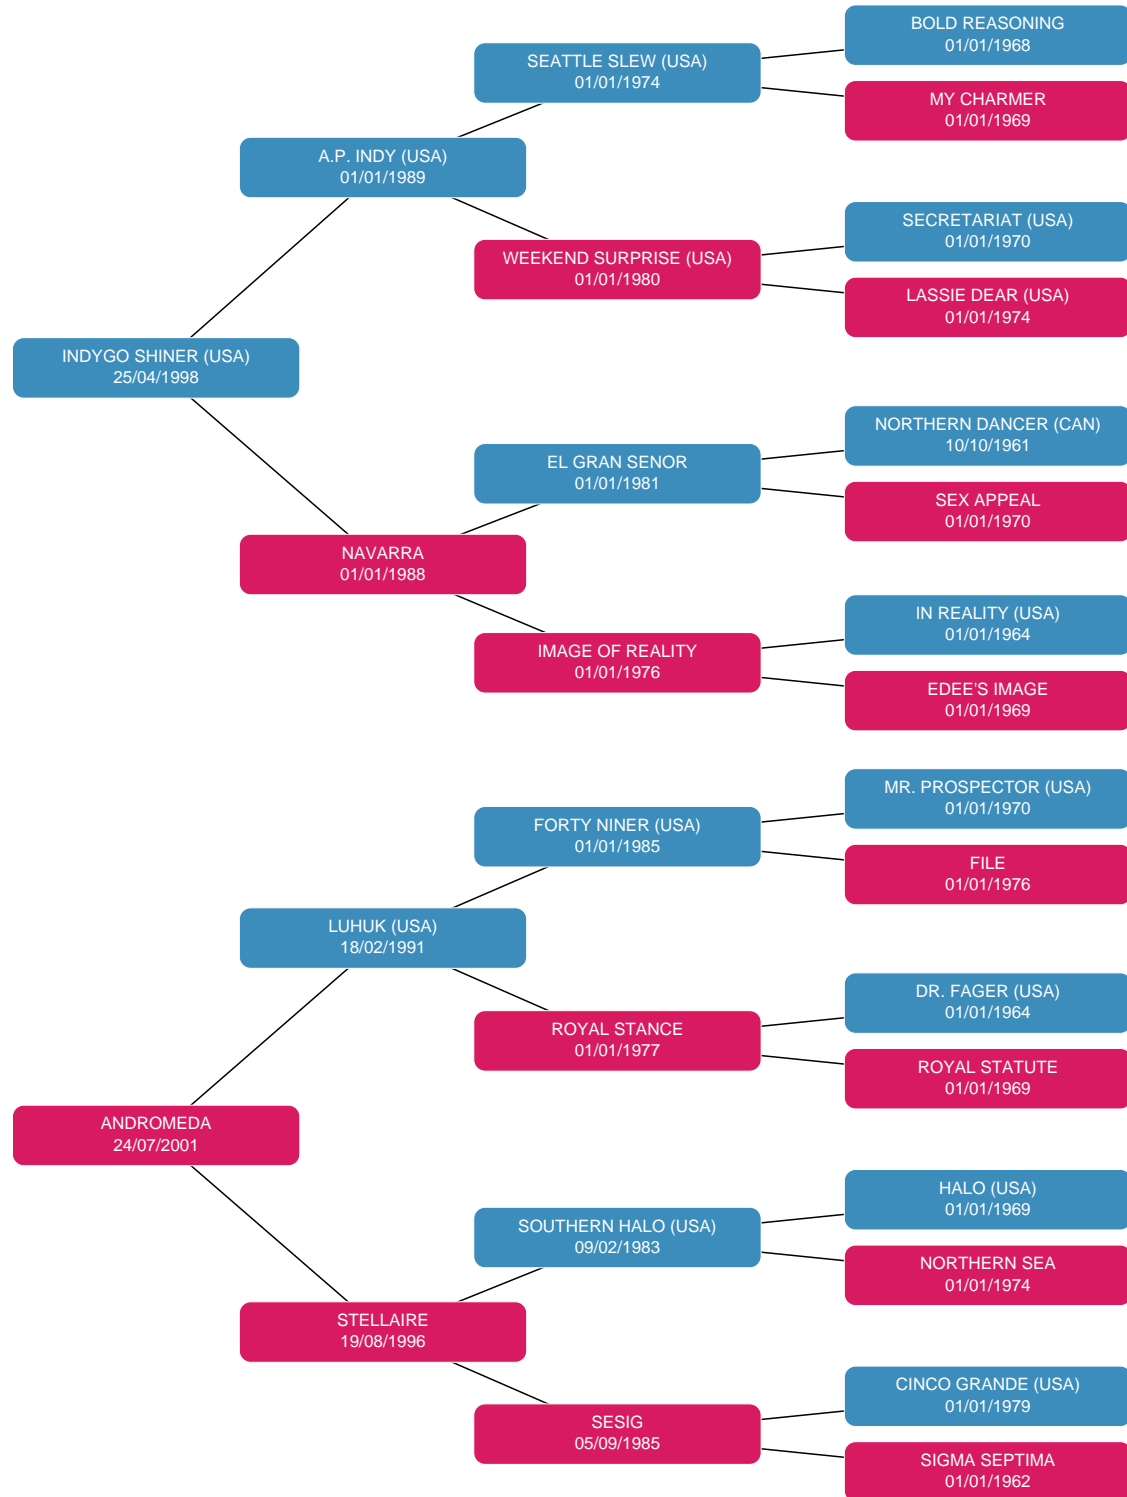 BOLD REASONING
01/01/1968
SEATTLE SLEW (USA)
01/01/1974
MY CHARMER
01/01/1969
A.P. INDY (USA)
01/01/1989
SECRETARIAT (USA)
01/01/1970
WEEKEND SURPRISE (USA)
01/01/1980
LASSIE DEAR (USA)
01/01/1974
INDYGO SHINER (USA)
25/04/1998
NORTHERN DANCER (CAN)
10/10/1961
EL GRAN SENOR
01/01/1981
SEX APPEAL
01/01/1970
NAVARRA
01/01/1988
IN REALITY (USA)
01/01/1964
IMAGE OF REALITY
01/01/1976
EDEE'S IMAGE
01/01/1969
MR. PROSPECTOR (USA)
01/01/1970
FORTY NINER (USA)
01/01/1985
FILE
01/01/1976
LUHUK (USA)
18/02/1991
DR. FAGER (USA)
01/01/1964
ROYAL STANCE
01/01/1977
ROYAL STATUTE
01/01/1969
ANDROMEDA
24/07/2001
HALO (USA)
01/01/1969
SOUTHERN HALO (USA)
09/02/1983
NORTHERN SEA
01/01/1974
STELLAIRE
19/08/1996
CINCO GRANDE (USA)
01/01/1979
SESIG
05/09/1985
SIGMA SEPTIMA
01/01/1962